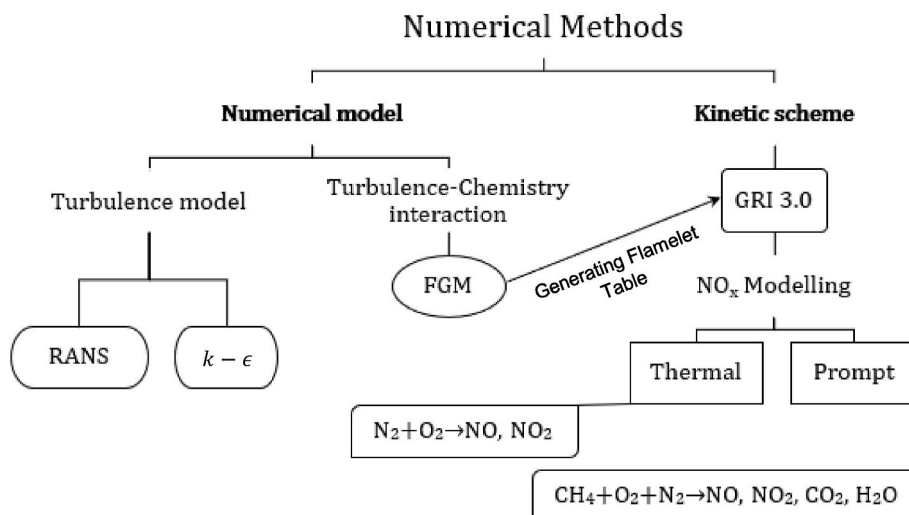 Numerical Methods
Numerical model
Kinetic scheme
Turbulence model
Turbulence-Chemistry
interaction
GRI 3.0
FGM
Generating Flamelet
Table
NOₓ Modelling
RANS
k − ϵ
Thermal
Prompt
N₂+O₂→NO, NO₂
CH₄+O₂+N₂→NO, NO₂, CO₂, H₂O